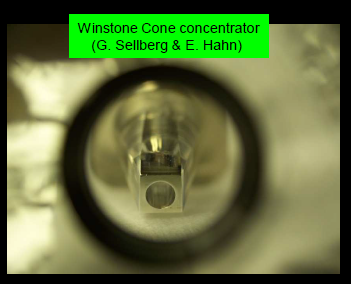 Winstone Cone concentrator
(G. Sellberg & E. Hahn)